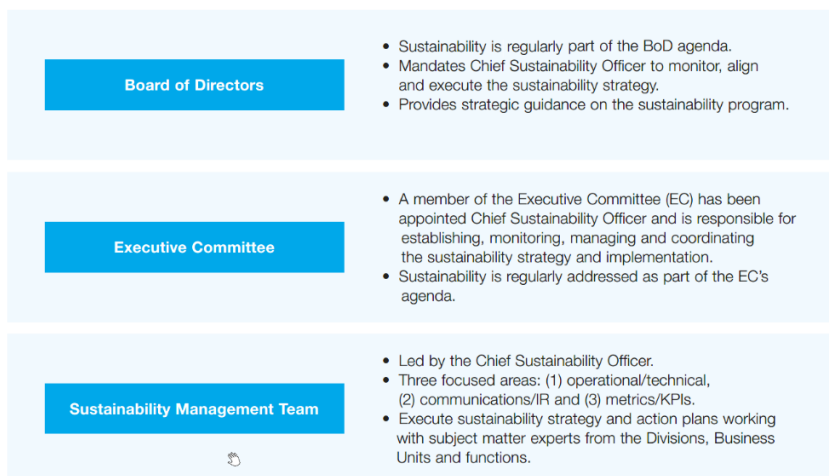 Board of Directors
• Sustainability is regularly part of the BoD agenda.
• Mandates Chief Sustainability Officer to monitor, align
and execute the sustainability strategy.
• Provides strategic guidance on the sustainability program.
Executive Committee
• A member of the Executive Committee (EC) has been
appointed Chief Sustainability Officer and is responsible for
establishing, monitoring, managing and coordinating
the sustainability strategy and implementation.
• Sustainability is regularly addressed as part of the EC's
agenda.
Sustainability Management Team
• Led by the Chief Sustainability Officer.
• Three focused areas: (1) operational/technical,
(2) communications/IR and (3) metrics/KPIs.
• Execute sustainability strategy and action plans working
with subject matter experts from the Divisions, Business
Units and functions.